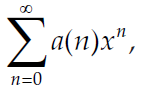 ∞
∑ a(n)xⁿ,
n=0